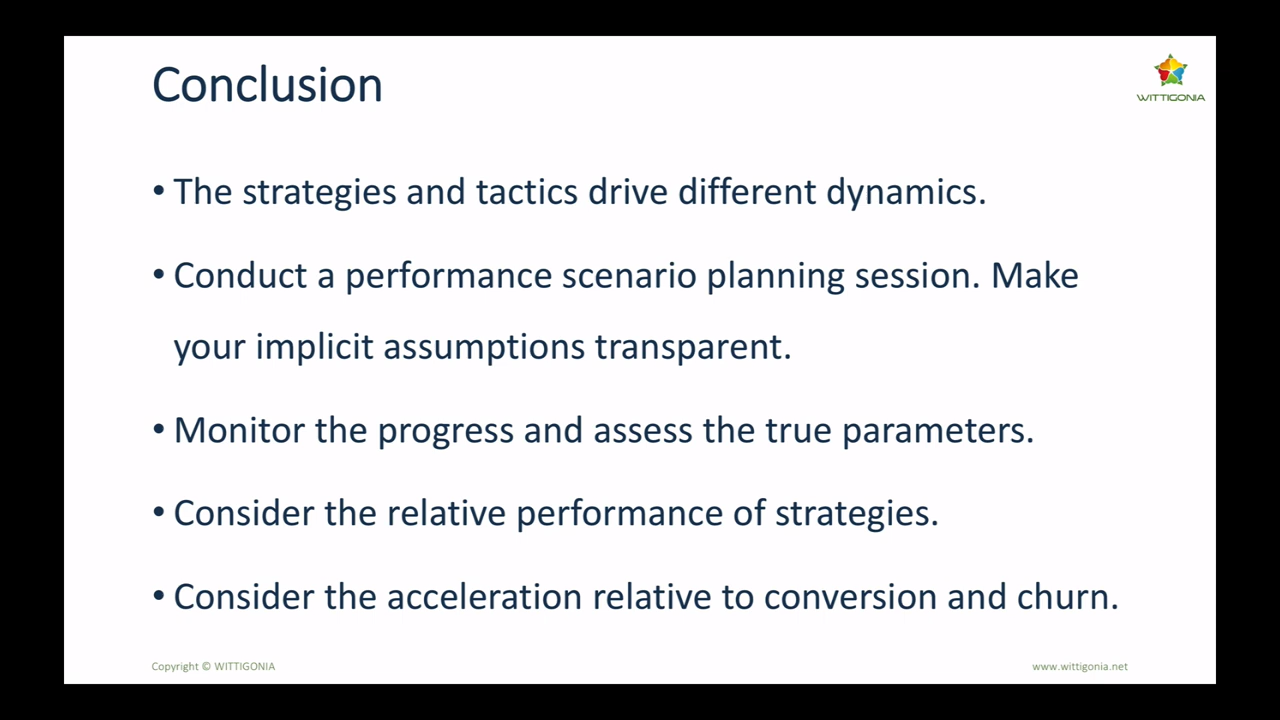 Conclusion
WITTIGONIA
• The strategies and tactics drive different dynamics.
• Conduct a performance scenario planning session. Make
your implicit assumptions transparent.
• Monitor the progress and assess the true parameters.
• Consider the relative performance of strategies.
• Consider the acceleration relative to conversion and churn.
Copyright © WITTIGONIA
www.wittigonia.net